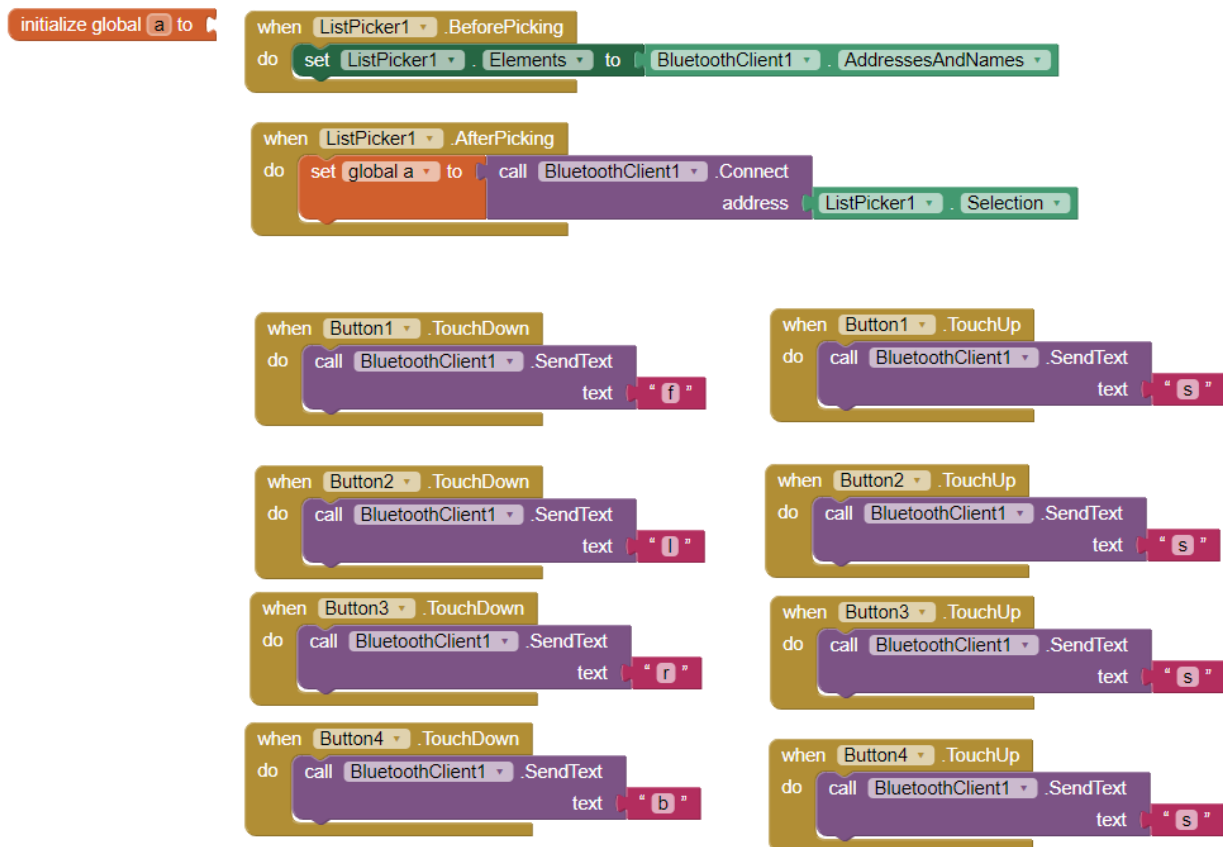 initialize global a to
when ListPicker1 .BeforePicking
do set ListPicker1 . Elements to BluetoothClient1 . AddressesAndNames
when ListPicker1 .AfterPicking
do set global a to call BluetoothClient1 .Connect
address ListPicker1 . Selection
when Button1 .TouchDown
do call BluetoothClient1 .SendText
text " f "
when Button1 .TouchUp
do call BluetoothClient1 .SendText
text " s "
when Button2 .TouchDown
do call BluetoothClient1 .SendText
text " l "
when Button2 .TouchUp
do call BluetoothClient1 .SendText
text " s "
when Button3 .TouchDown
do call BluetoothClient1 .SendText
text " r "
when Button3 .TouchUp
do call BluetoothClient1 .SendText
text " s "
when Button4 .TouchDown
do call BluetoothClient1 .SendText
text " b "
when Button4 .TouchUp
do call BluetoothClient1 .SendText
text " s "